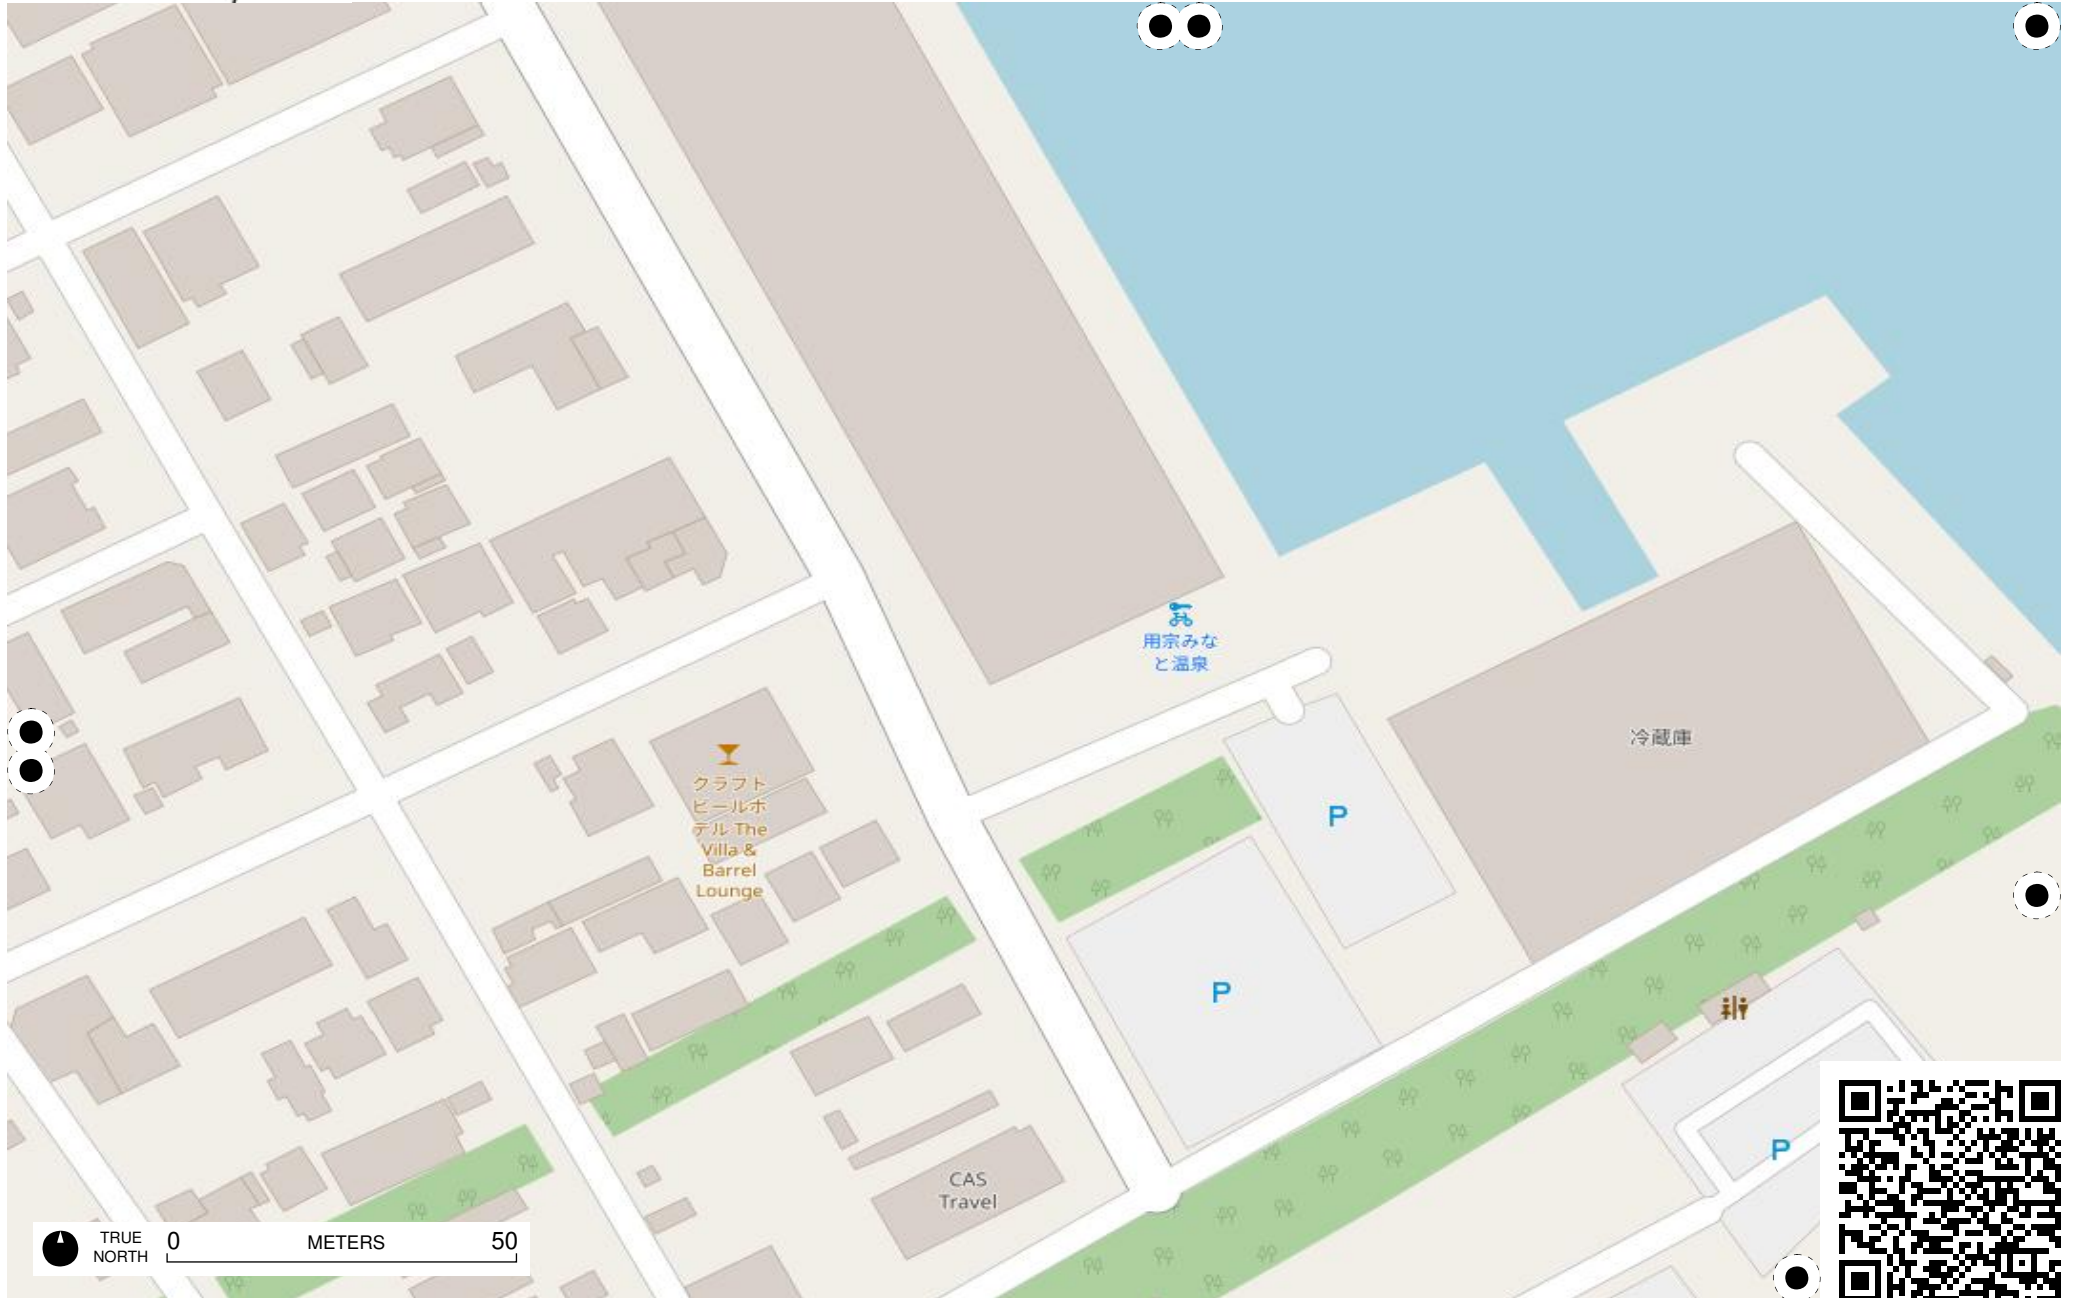 用宗みな
と温泉
冷蔵庫
クラフト
ビールホ
テル The
Villa &
Barrel
Lounge
P
P
P
CAS
Travel
TRUE
NORTH
0 METERS 50